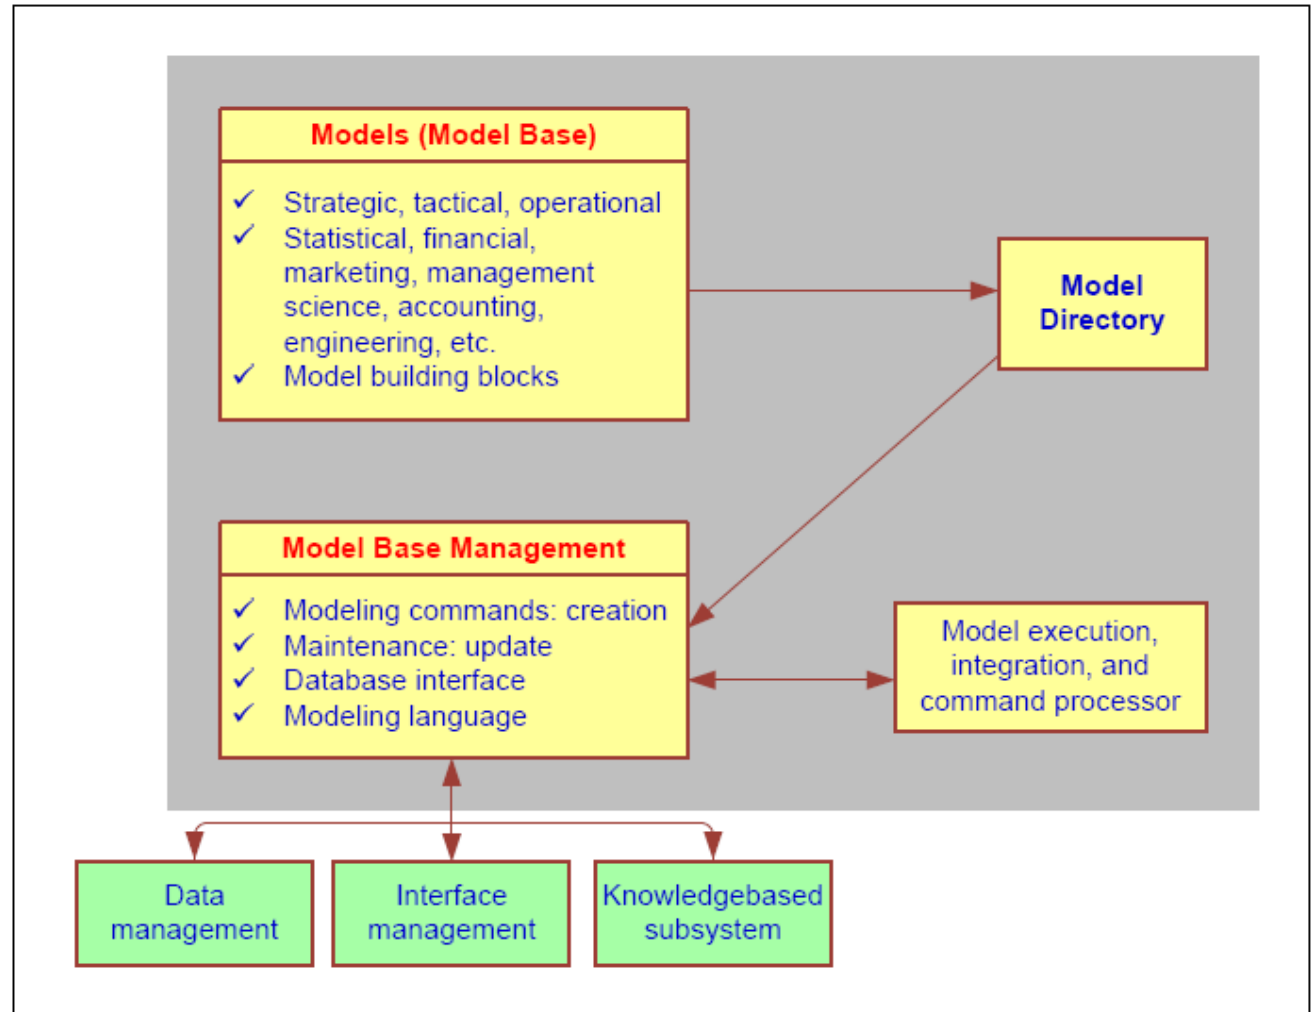 Models (Model Base)
✓ Strategic, tactical, operational
✓ Statistical, financial,
marketing, management
science, accounting,
engineering, etc.
✓ Model building blocks
Model
Directory
Model Base Management
✓ Modeling commands: creation
✓ Maintenance: update
✓ Database interface
✓ Modeling language
Model execution,
integration, and
command processor
Data
management
Interface
management
Knowledgebased
subsystem